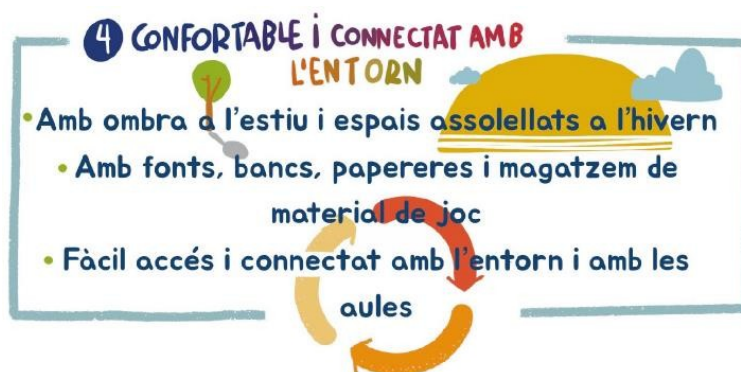 4 CONFORTABLE i CONNECTAT AMB
L'ENTORN
• Amb ombra a l'estiu i espais assolellats a l'hivern
• Amb fonts, bancs, papereres i magatzem de
material de joc
• Fàcil accés i connectat amb l'entorn i amb les
aules